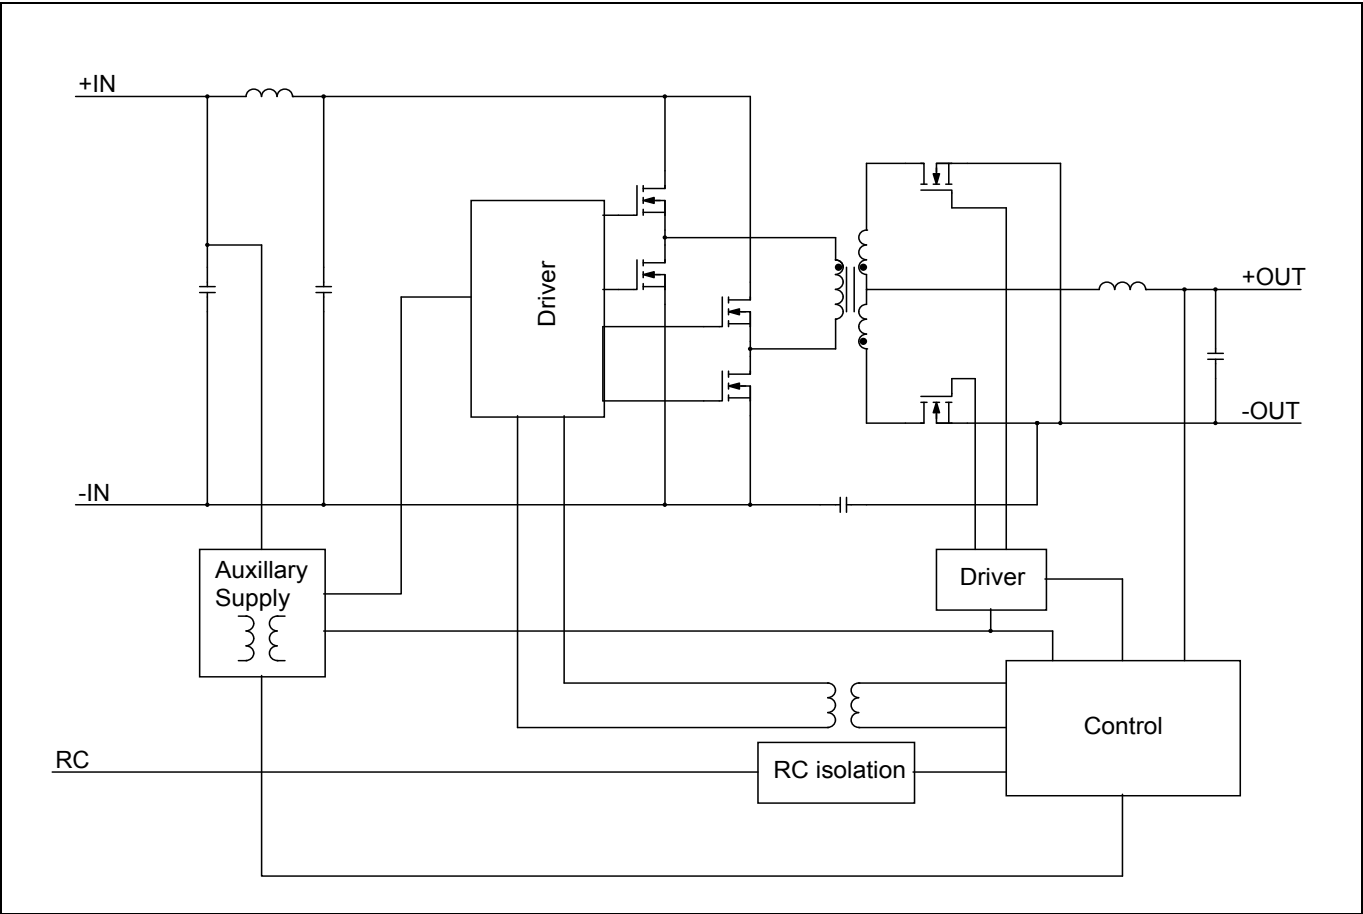 +IN
Driver
+OUT
-OUT
-IN
Auxillary
Supply
Driver
Control
RC
RC isolation